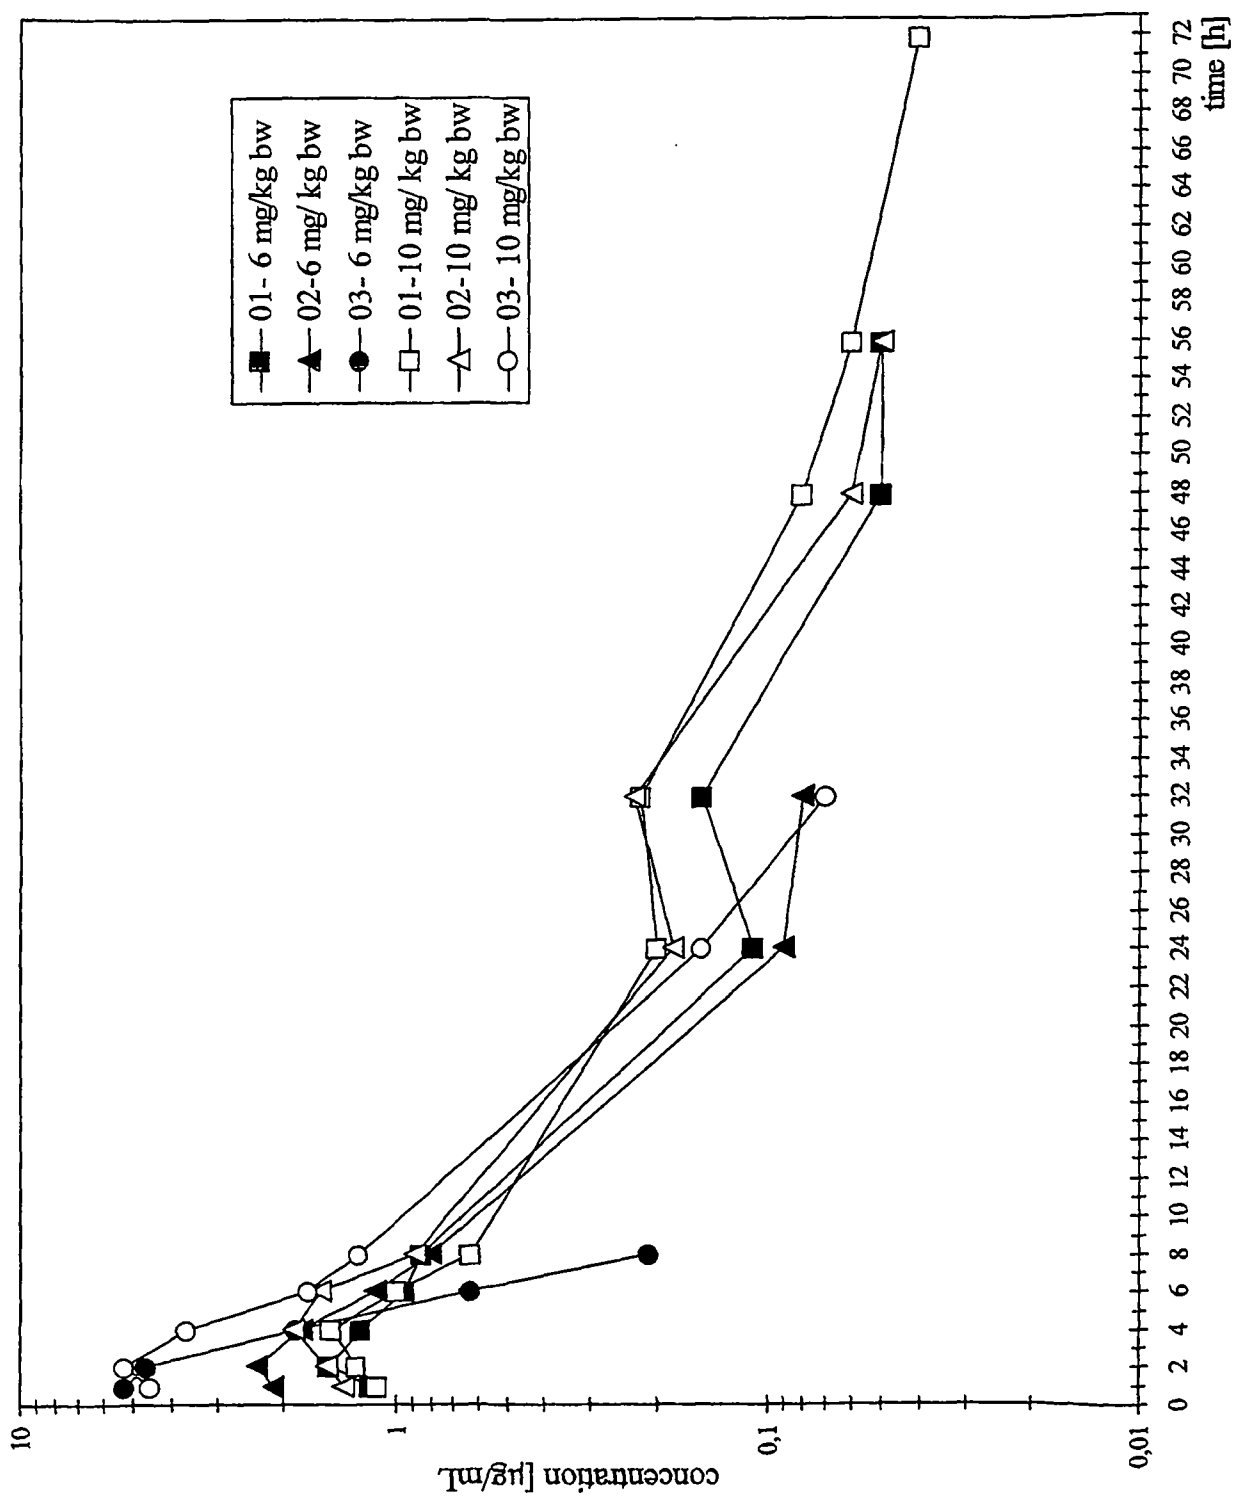 01- 6 mg/kg bw
02-6 mg/ kg bw
03- 6 mg/kg bw
01-10 mg/ kg bw
02-10 mg/ kg bw
03- 10 mg/kg bw
concentration [µg/mL
10
1
0,1
0,01
0 2 4 6 8 10 12 14 16 18 20 22 24 26 28 30 32 34 36 38 40 42 44 46 48 50 52 54 56 58 60 62 64 66 68 70 72
time [h]